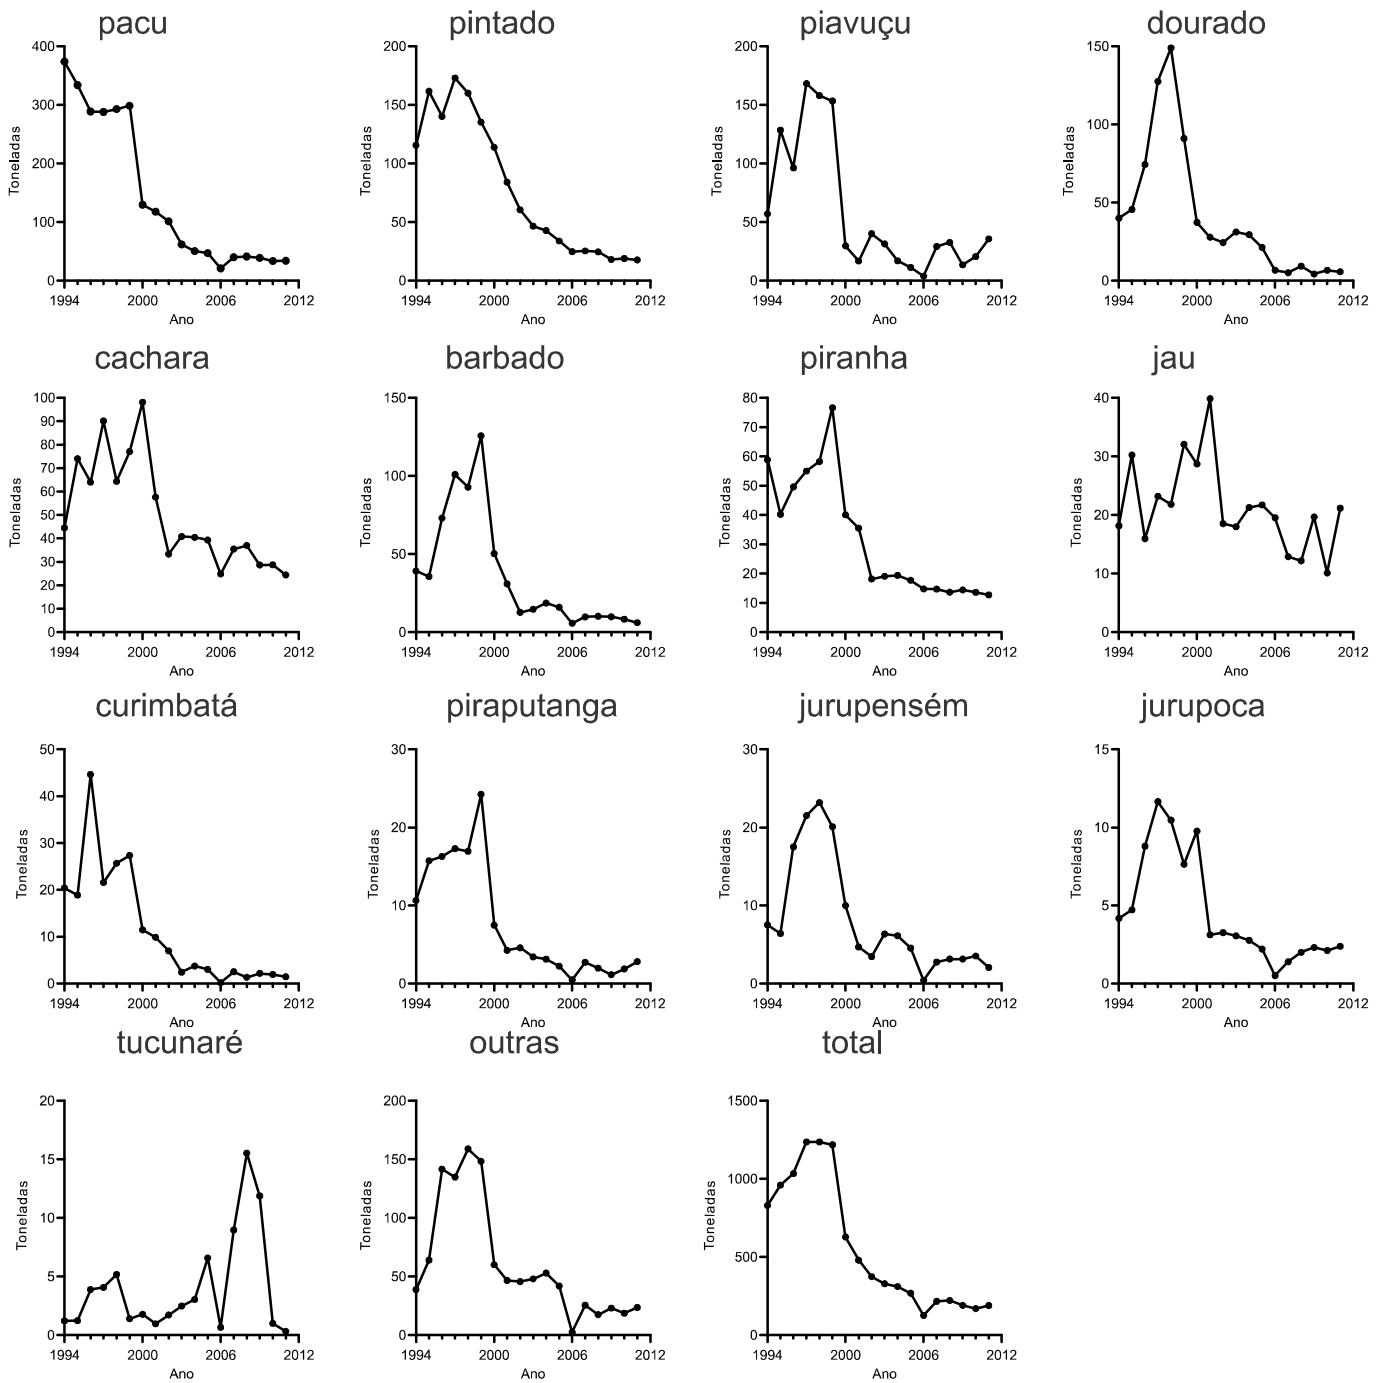 pacu
400
300
200
100
0
Toneladas
1994 2000 2006 2012
Ano
pintado
200
150
100
50
0
Toneladas
1994 2000 2006 2012
Ano
piavuçu
200
150
100
50
0
Toneladas
1994 2000 2006 2012
Ano
dourado
150
100
50
0
Toneladas
1994 2000 2006 2012
Ano
cachara
100
90
80
70
60
50
40
30
20
10
0
Toneladas
1994 2000 2006 2012
Ano
barbado
150
100
50
0
Toneladas
1994 2000 2006 2012
Ano
piranha
80
70
60
50
40
30
20
10
0
Toneladas
1994 2000 2006 2012
Ano
jau
40
30
20
10
0
Toneladas
1994 2000 2006 2012
Ano
curimbatá
50
40
30
20
10
0
Toneladas
1994 2000 2006 2012
Ano
piraputanga
30
20
10
0
Toneladas
1994 2000 2006 2012
Ano
jurupensém
30
20
10
0
Toneladas
1994 2000 2006 2012
Ano
jurupoca
15
10
5
0
Toneladas
1994 2000 2006 2012
Ano
tucunaré
20
15
10
5
0
Toneladas
1994 2000 2006 2012
Ano
outras
200
150
100
50
0
Toneladas
1994 2000 2006 2012
Ano
total
1500
1000
500
0
Toneladas
1994 2000 2006 2012
Ano